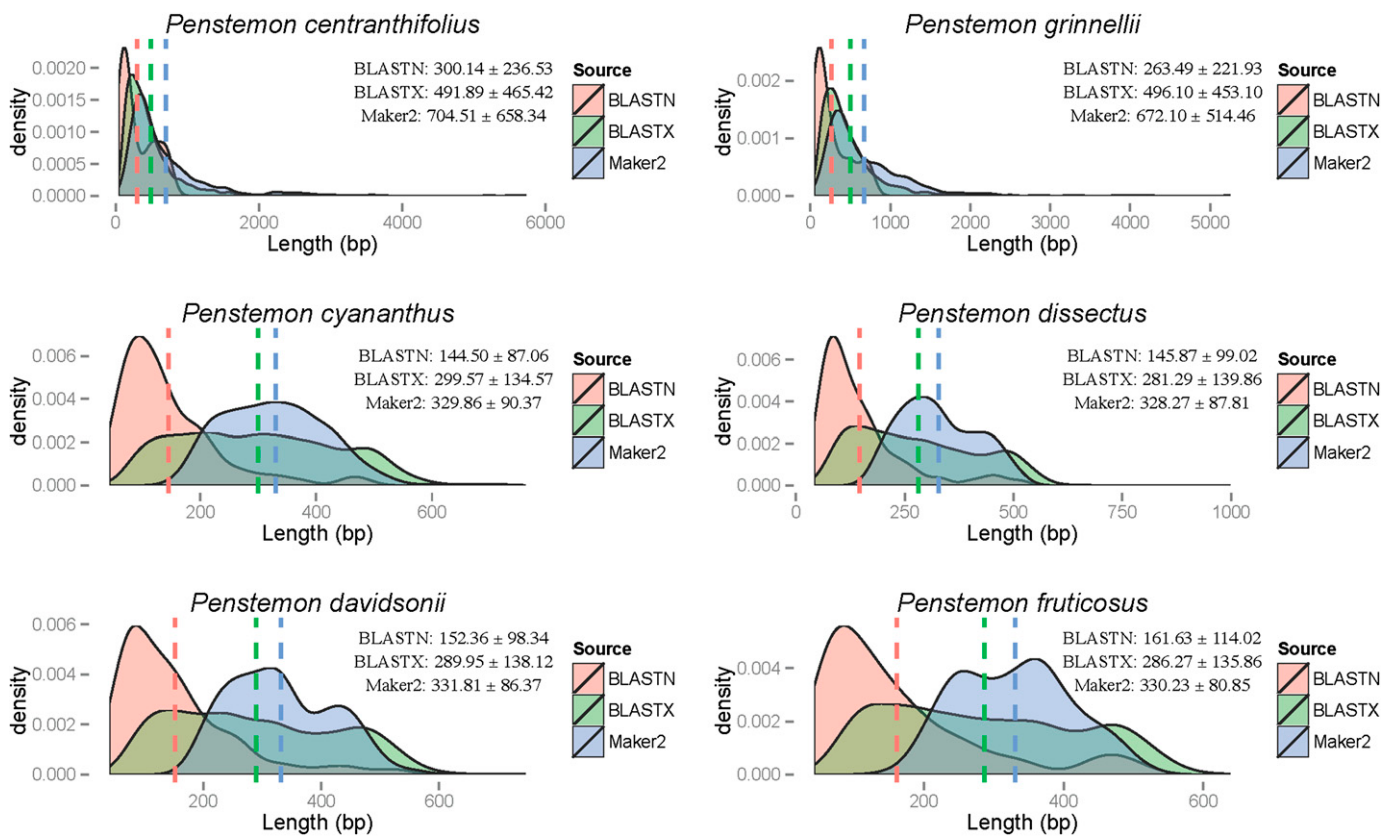 Penstemon centranthifolius
density
0.0020
0.0015
0.0010
0.0005
0.0000
0
2000
4000
6000
Length (bp)
BLASTN: 300.14 ± 236.53
BLASTX: 491.89 ± 465.42
Maker2: 704.51 ± 658.34
Source
BLASTN
BLASTX
Maker2
Penstemon grinnellii
density
0.002
0.001
0.000
0
1000
2000
3000
4000
5000
Length (bp)
BLASTN: 263.49 ± 221.93
BLASTX: 496.10 ± 453.10
Maker2: 672.10 ± 514.46
Source
BLASTN
BLASTX
Maker2
Penstemon cyananthus
density
0.006
0.004
0.002
0.000
200
400
600
Length (bp)
BLASTN: 144.50 ± 87.06
BLASTX: 299.57 ± 134.57
Maker2: 329.86 ± 90.37
Source
BLASTN
BLASTX
Maker2
Penstemon dissectus
density
0.006
0.004
0.002
0.000
0
250
500
750
1000
Length (bp)
BLASTN: 145.87 ± 99.02
BLASTX: 281.29 ± 139.86
Maker2: 328.27 ± 87.81
Source
BLASTN
BLASTX
Maker2
Penstemon davidsonii
density
0.006
0.004
0.002
0.000
200
400
600
Length (bp)
BLASTN: 152.36 ± 98.34
BLASTX: 289.95 ± 138.12
Maker2: 331.81 ± 86.37
Source
BLASTN
BLASTX
Maker2
Penstemon fruticosus
density
0.004
0.002
0.000
200
400
600
Length (bp)
BLASTN: 161.63 ± 114.02
BLASTX: 286.27 ± 135.86
Maker2: 330.23 ± 80.85
Source
BLASTN
BLASTX
Maker2